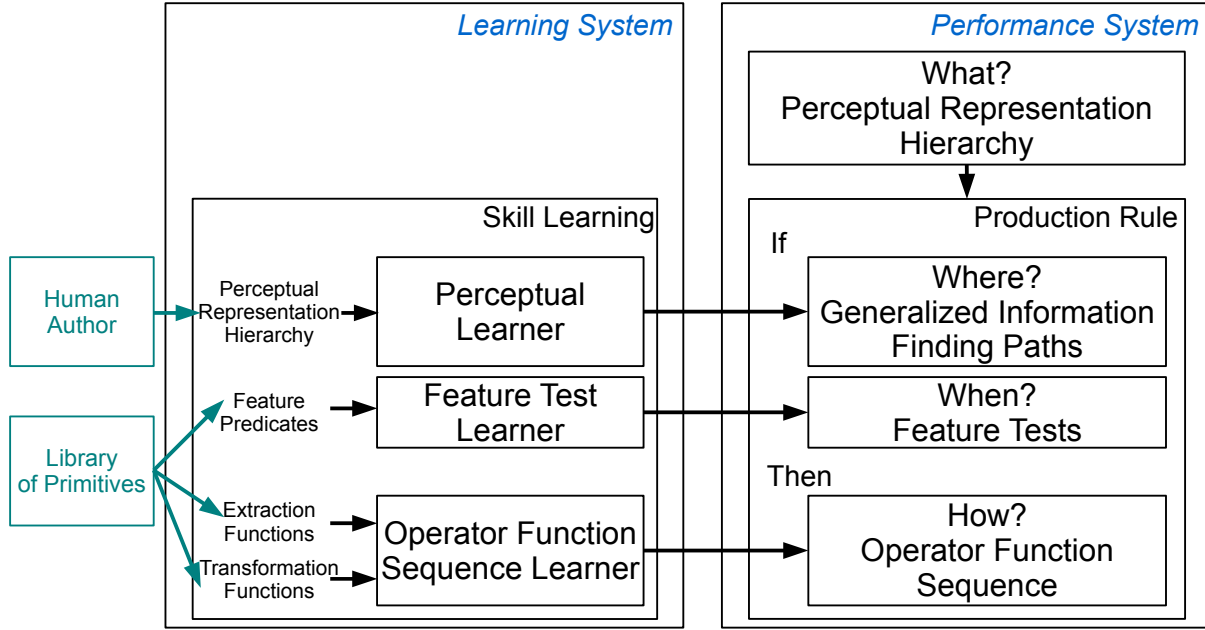 Learning System
Performance System
What?
Perceptual Representation
Hierarchy
Skill Learning
Production Rule
If
Human
Author
Perceptual
Representation
Hierarchy
Perceptual
Learner
Where?
Generalized Information
Finding Paths
Library
of Primitives
Feature
Predicates
Feature Test
Learner
When?
Feature Tests
Then
Extraction
Functions
Transformation
Functions
Operator Function
Sequence Learner
How?
Operator Function
Sequence